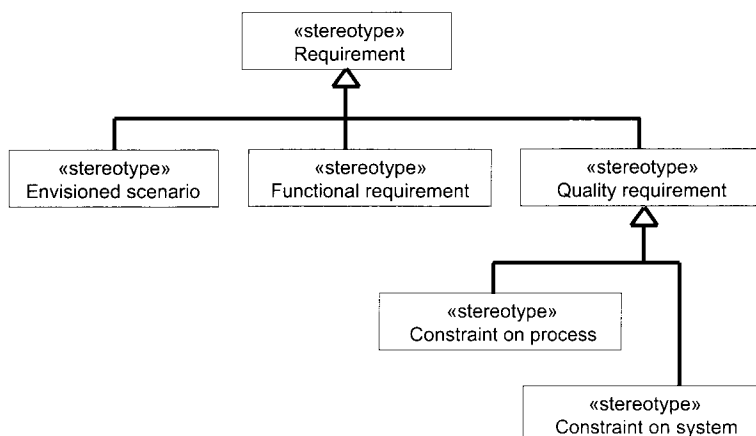 «stereotype»
Requirement
«stereotype»
Envisioned scenario
«stereotype»
Functional requirement
«stereotype»
Quality requirement
«stereotype»
Constraint on process
«stereotype»
Constraint on system